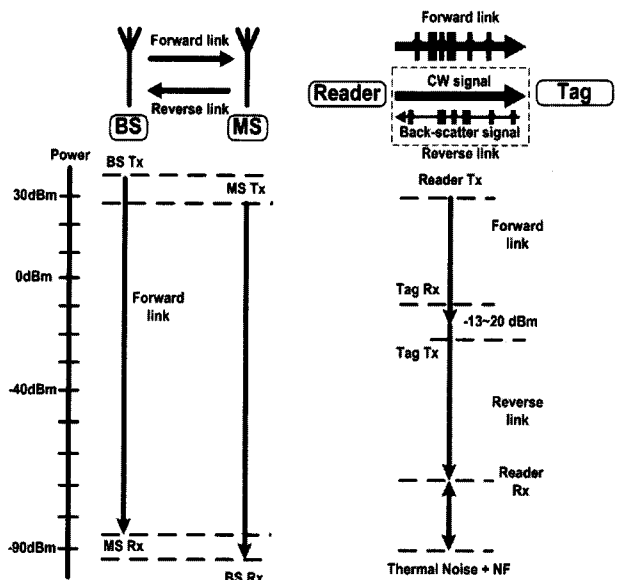 Forward link
Forward link
Reverse link
BS
MS
Reader
CW signal
Tag
Back-scatter signal
Reverse link
Power
BS Tx
MS Tx
30dBm
0dBm
-40dBm
-90dBm
Forward
link
MS Rx
BS Rx
Reader Tx
Forward
link
Tag Rx
-13~20 dBm
Tag Tx
Reverse
link
Reader
Rx
Thermal Noise + NF